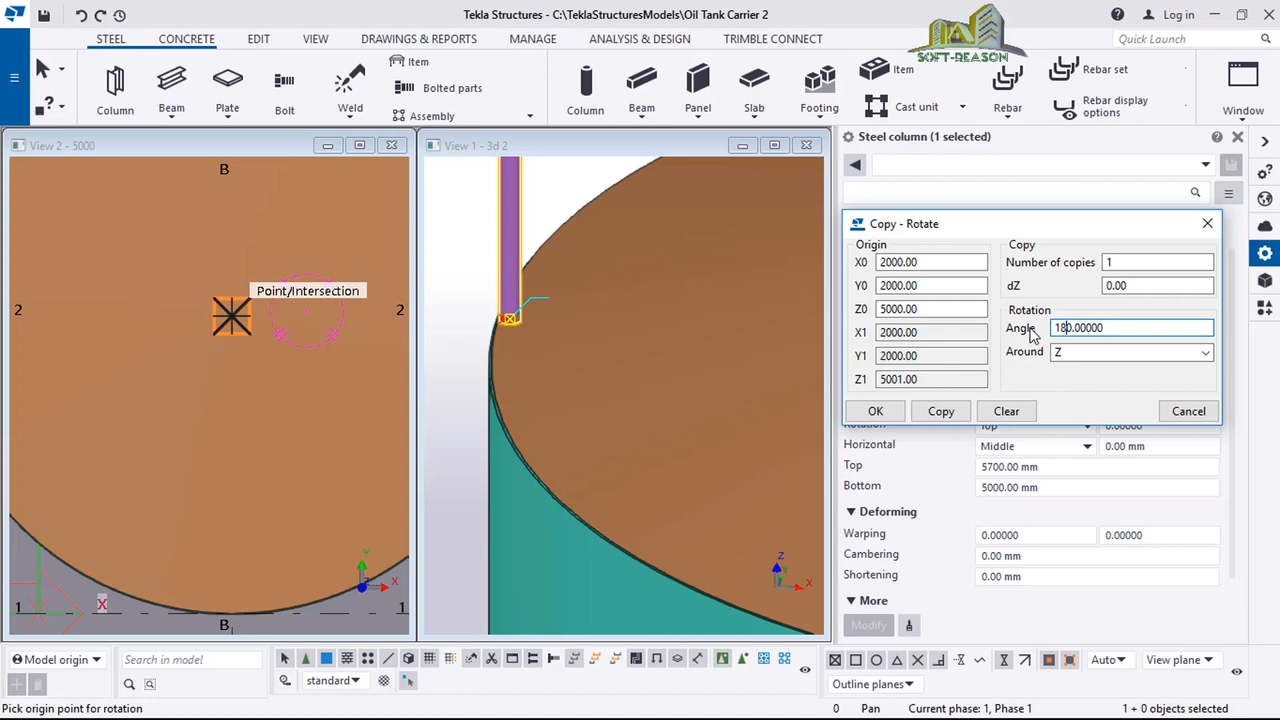 Tekla Structures - C:\TeklaStructuresModels\Oil Tank Carrier 2
Log in
STEEL CONCRETE EDIT VIEW DRAWINGS & REPORTS MANAGE ANALYSIS & DESIGN TRIMBLE CONNECT
Quick Launch
SOFT-REASON
Column Beam Plate Bolt Weld
Item
Bolted parts
Assembly
Column Beam Panel Slab Footing
Item
Cast unit
Rebar
Rebar set
Rebar display
options
Window
View 2 - 5000
View 1 - 3d 2
Steel column (1 selected)
B
2
Point/Intersection
2
1
X
B
1
Y
X
Z
X
Copy - Rotate
Origin
X0 2000.00
Y0 2000.00
Z0 5000.00
X1 2000.00
Y1 2000.00
Z1 5001.00
Copy
Number of copies 1
dZ 0.00
Rotation
Angle 180.00000
Around Z
OK Copy Clear Cancel
Rotation Top 0.00000
Horizontal Middle 0.00 mm
Top 5700.00 mm
Bottom 5000.00 mm
Deforming
Warping 0.00000 0.00000
Cambering 0.00 mm
Shortening 0.00 mm
More
Modify
Model origin
Search in model
standard
Auto
View plane
Outline planes
Pick origin point for rotation
0 Pan Current phase: 1, Phase 1 1 + 0 objects selected